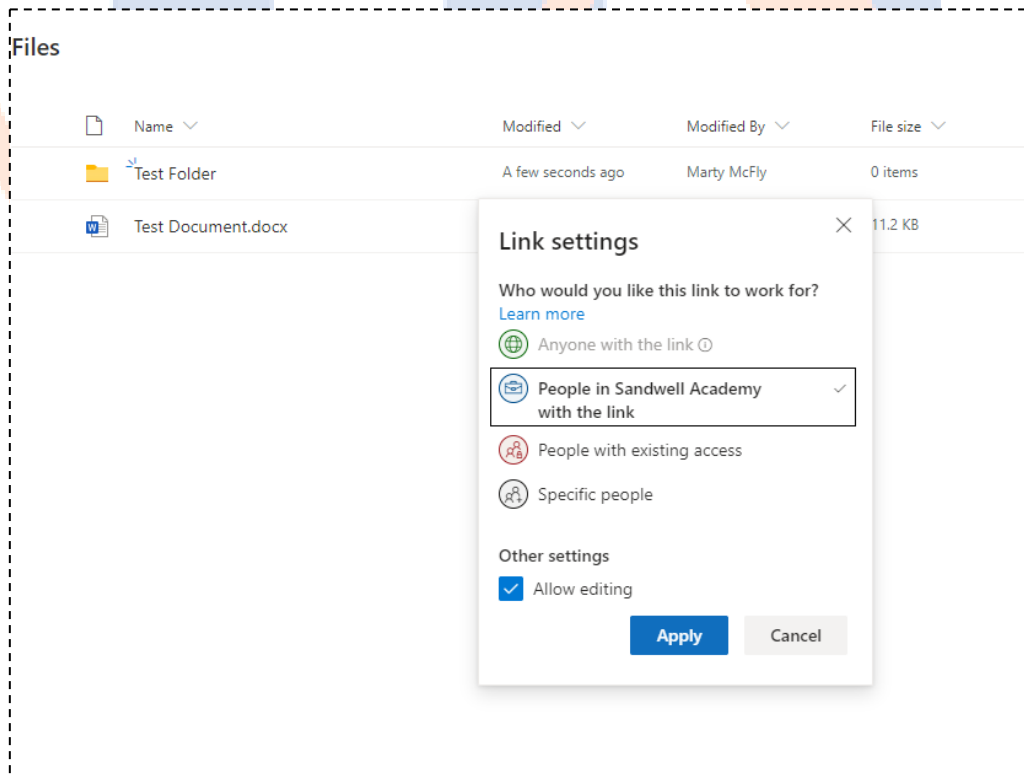 Files
Name Modified Modified By File size
Test Folder A few seconds ago Marty McFly 0 items
Test Document.docx 11.2 KB
Link settings
Who would you like this link to work for?
Learn more
Anyone with the link
People in Sandwell Academy
with the link
People with existing access
Specific people
Other settings
Allow editing
Apply Cancel